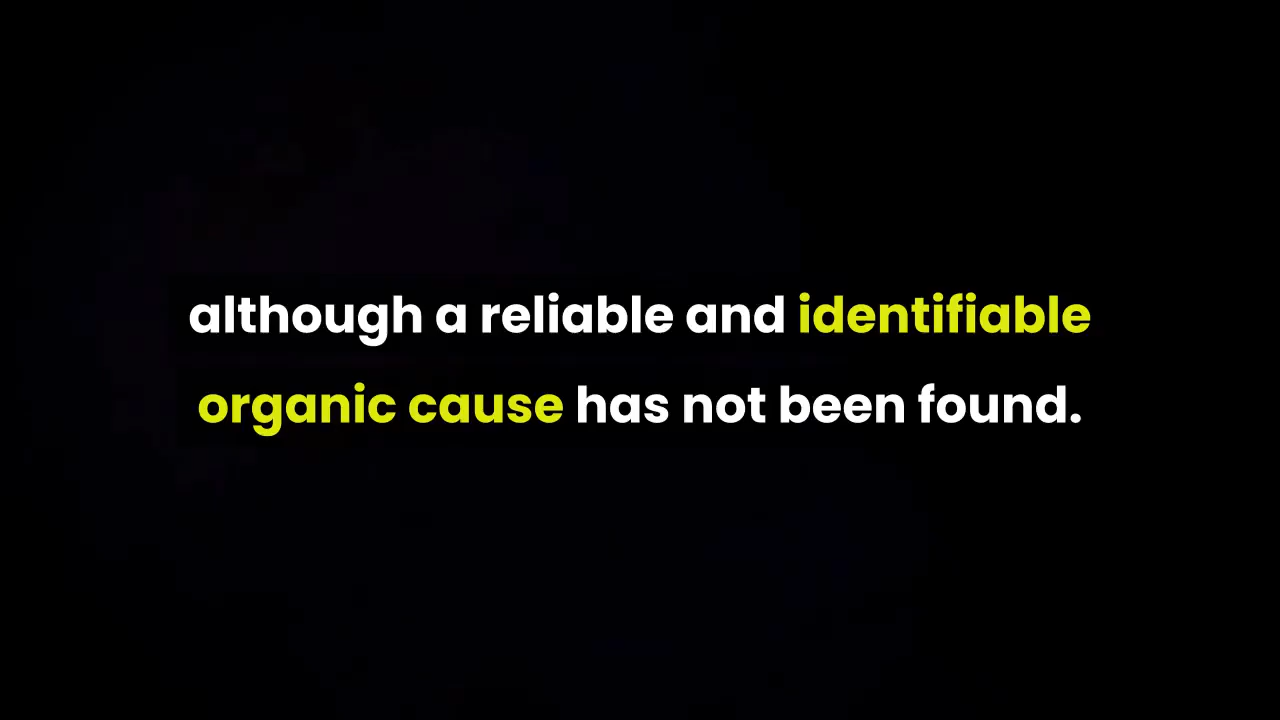 although a reliable and identifiable
organic cause has not been found.